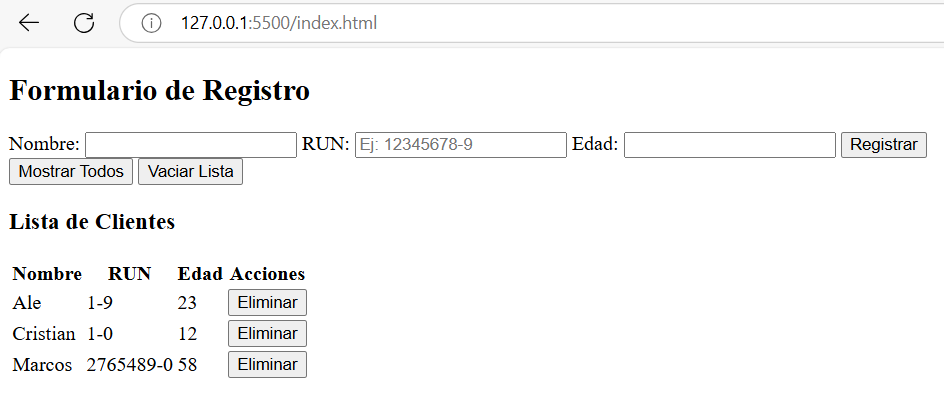 127.0.0.1:5500/index.html
Formulario de Registro
Nombre: RUN: Ej: 12345678-9 Edad: Registrar
Mostrar Todos Vaciar Lista
Lista de Clientes
Nombre RUN Edad Acciones
Ale 1-9 23 Eliminar
Cristian 1-0 12 Eliminar
Marcos 2765489-0 58 Eliminar